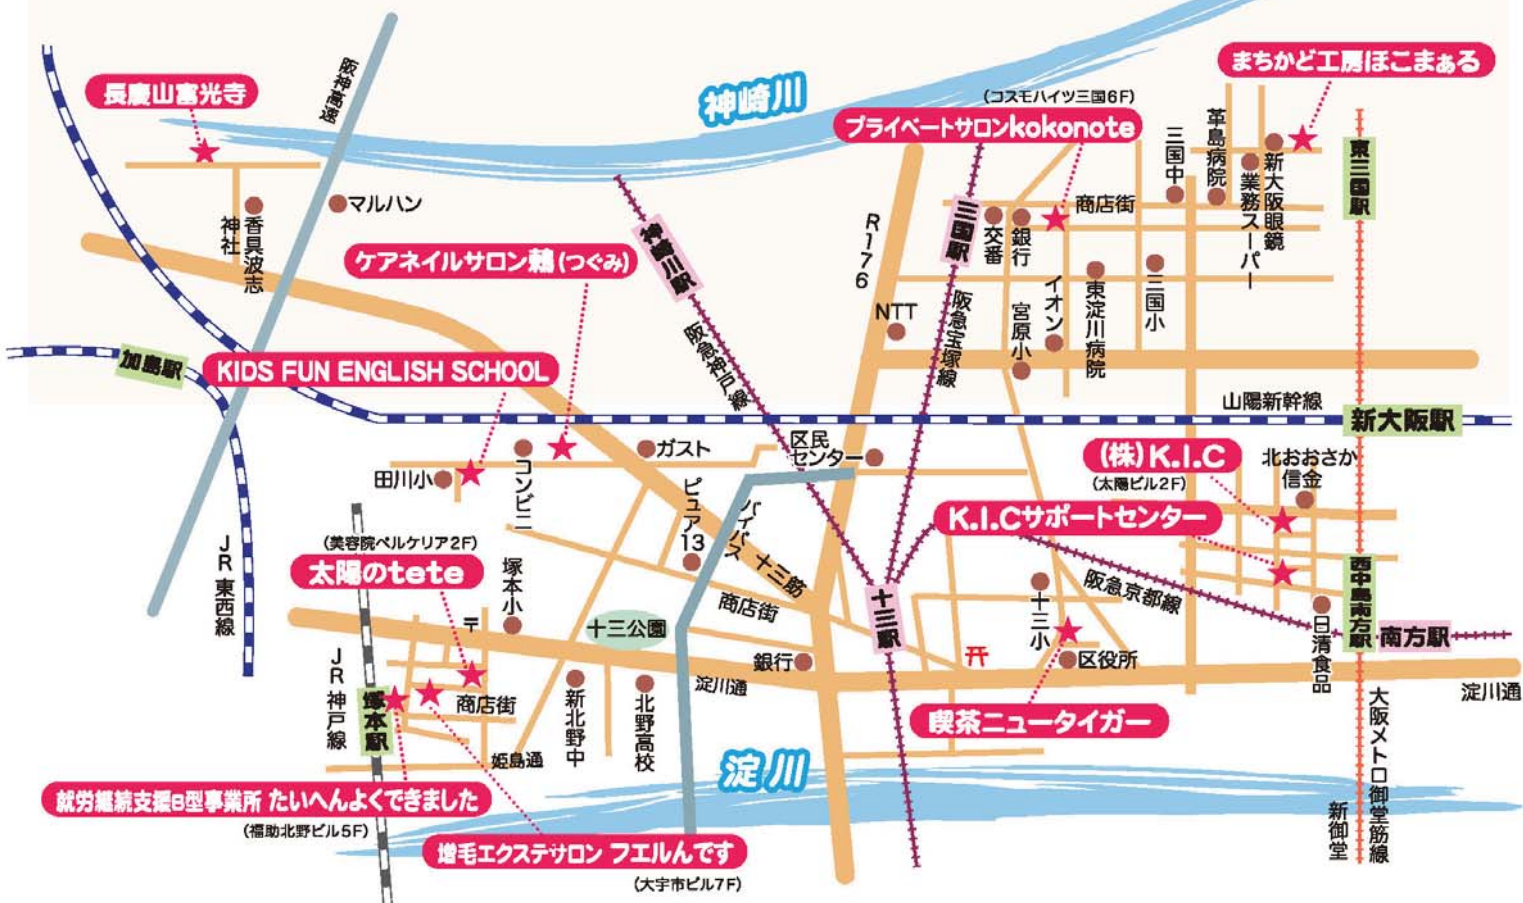 長慶山富光寺
阪神高速
神崎川
(コスモハイツ三国6F)
プライベートサロンkokonote
まちかど工房ほこまぁる
三国中
革島病院
業務スーパー
新大阪眼鏡
東三国駅
香具波志
神社
マルハン
神崎川駅
R176
三国駅
交番
銀行
商店街
ケアネイルサロン鶫(つぐみ)
NTT
阪急神戸線
阪急宝塚線
宮原小
イオン
東淀川病院
三国小
加島駅
KIDS FUN ENGLISH SCHOOL
山陽新幹線
新大阪駅
田川小
コンビニ
ガスト
区民
センター
(株)K.I.C
(太陽ビル2F)
北おおさか
信金
ピュア13
バイパス
十三筋
K.I.Cサポートセンター
JR東西線
(美容院ベルケリア2F)
太陽のtete
塚本小
〒
十三公園
商店街
十三駅
十三小
阪急京都線
西中島南方駅
南方駅
日清食品
銀行
区役所
淀川通
淀川通
JR神戸線
塚本駅
商店街
新北野中
北野高校
姫島通
喫茶ニュータイガー
淀川
就労継続支援B型事業所 たいへんよくできました
(福助北野ビル5F)
増毛エクステサロン フエルんです
(大宇市ビル7F)
新御堂
大阪メトロ御堂筋線